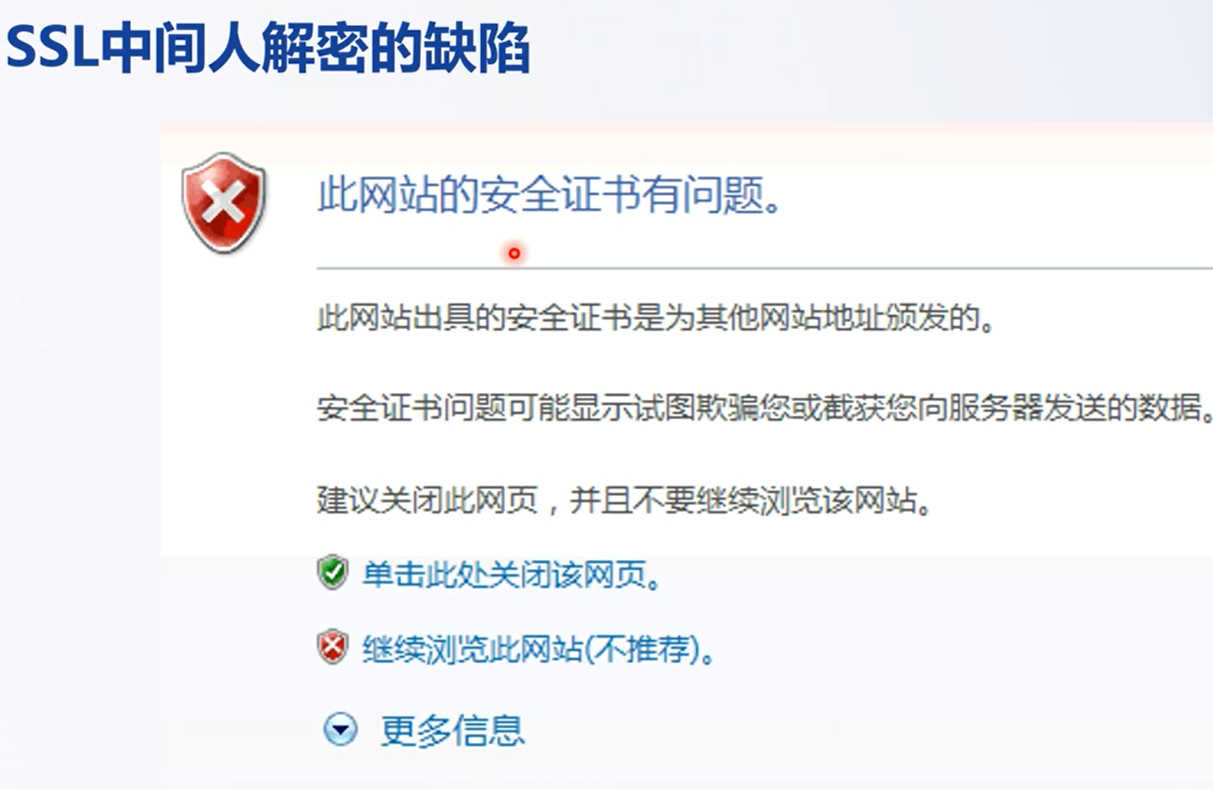 SSL中间人解密的缺陷
此网站的安全证书有问题。
此网站出具的安全证书是为其他网站地址颁发的。
安全证书问题可能显示试图欺骗您或截获您向服务器发送的数据。
建议关闭此网页，并且不要继续浏览该网站。
单击此处关闭该网页。
继续浏览此网站(不推荐)。
更多信息